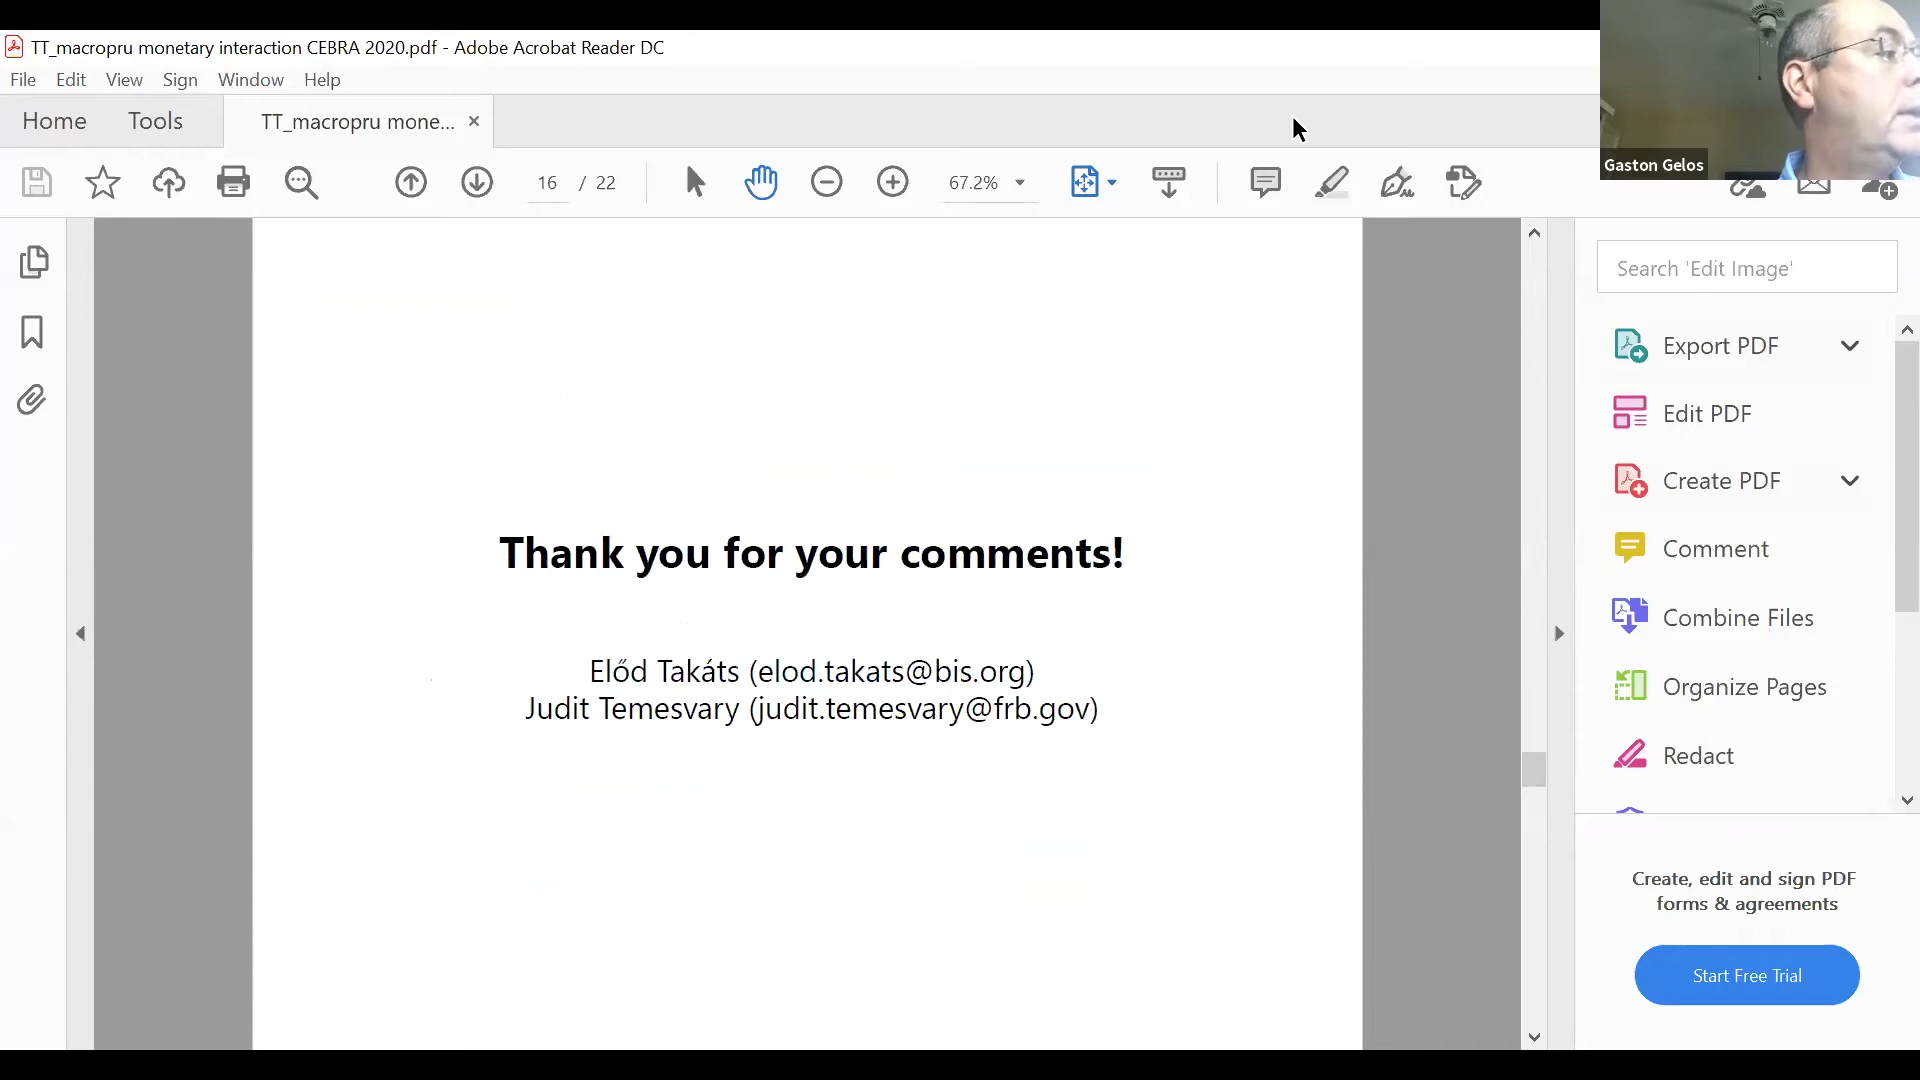 TT_macropru monetary interaction CEBRA 2020.pdf - Adobe Acrobat Reader DC
File Edit View Sign Window Help
Home Tools TT_macropru mone... ×
16 / 22 67.2%
Gaston Gelos
Search 'Edit Image'
Export PDF
Edit PDF
Create PDF
Comment
Combine Files
Organize Pages
Redact
Create, edit and sign PDF
forms & agreements
Start Free Trial
Thank you for your comments!
Előd Takáts (elod.takats@bis.org)
Judit Temesvary (judit.temesvary@frb.gov)